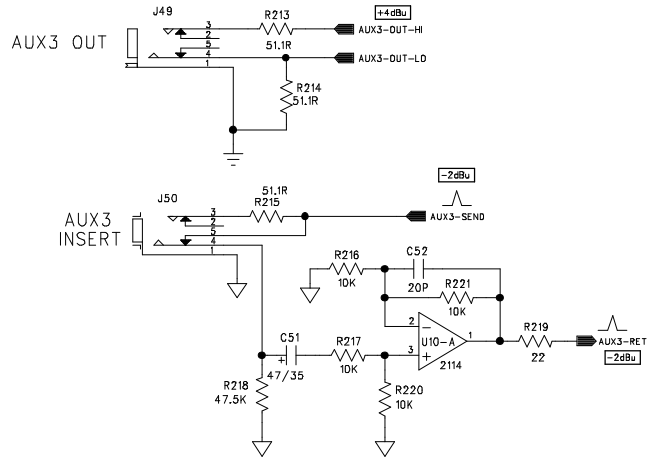 J49
+4dBu
3
R213
AUX3-OUT-HI
2
AUX3 OUT
5
51.1R
4
AUX3-OUT-LO
1
R214
51.1R
-2dBu
J50
51.1R
3
R215
AUX3-SEND
2
AUX3
INSERT
5
4
1
R216
C52
10K
20P
R221
10K
2
R219
C51
R217
3
U10-A
1
AUX3-RET
+
47/35
10K
2114
22
-2dBu
R218
47.5K
R220
10K